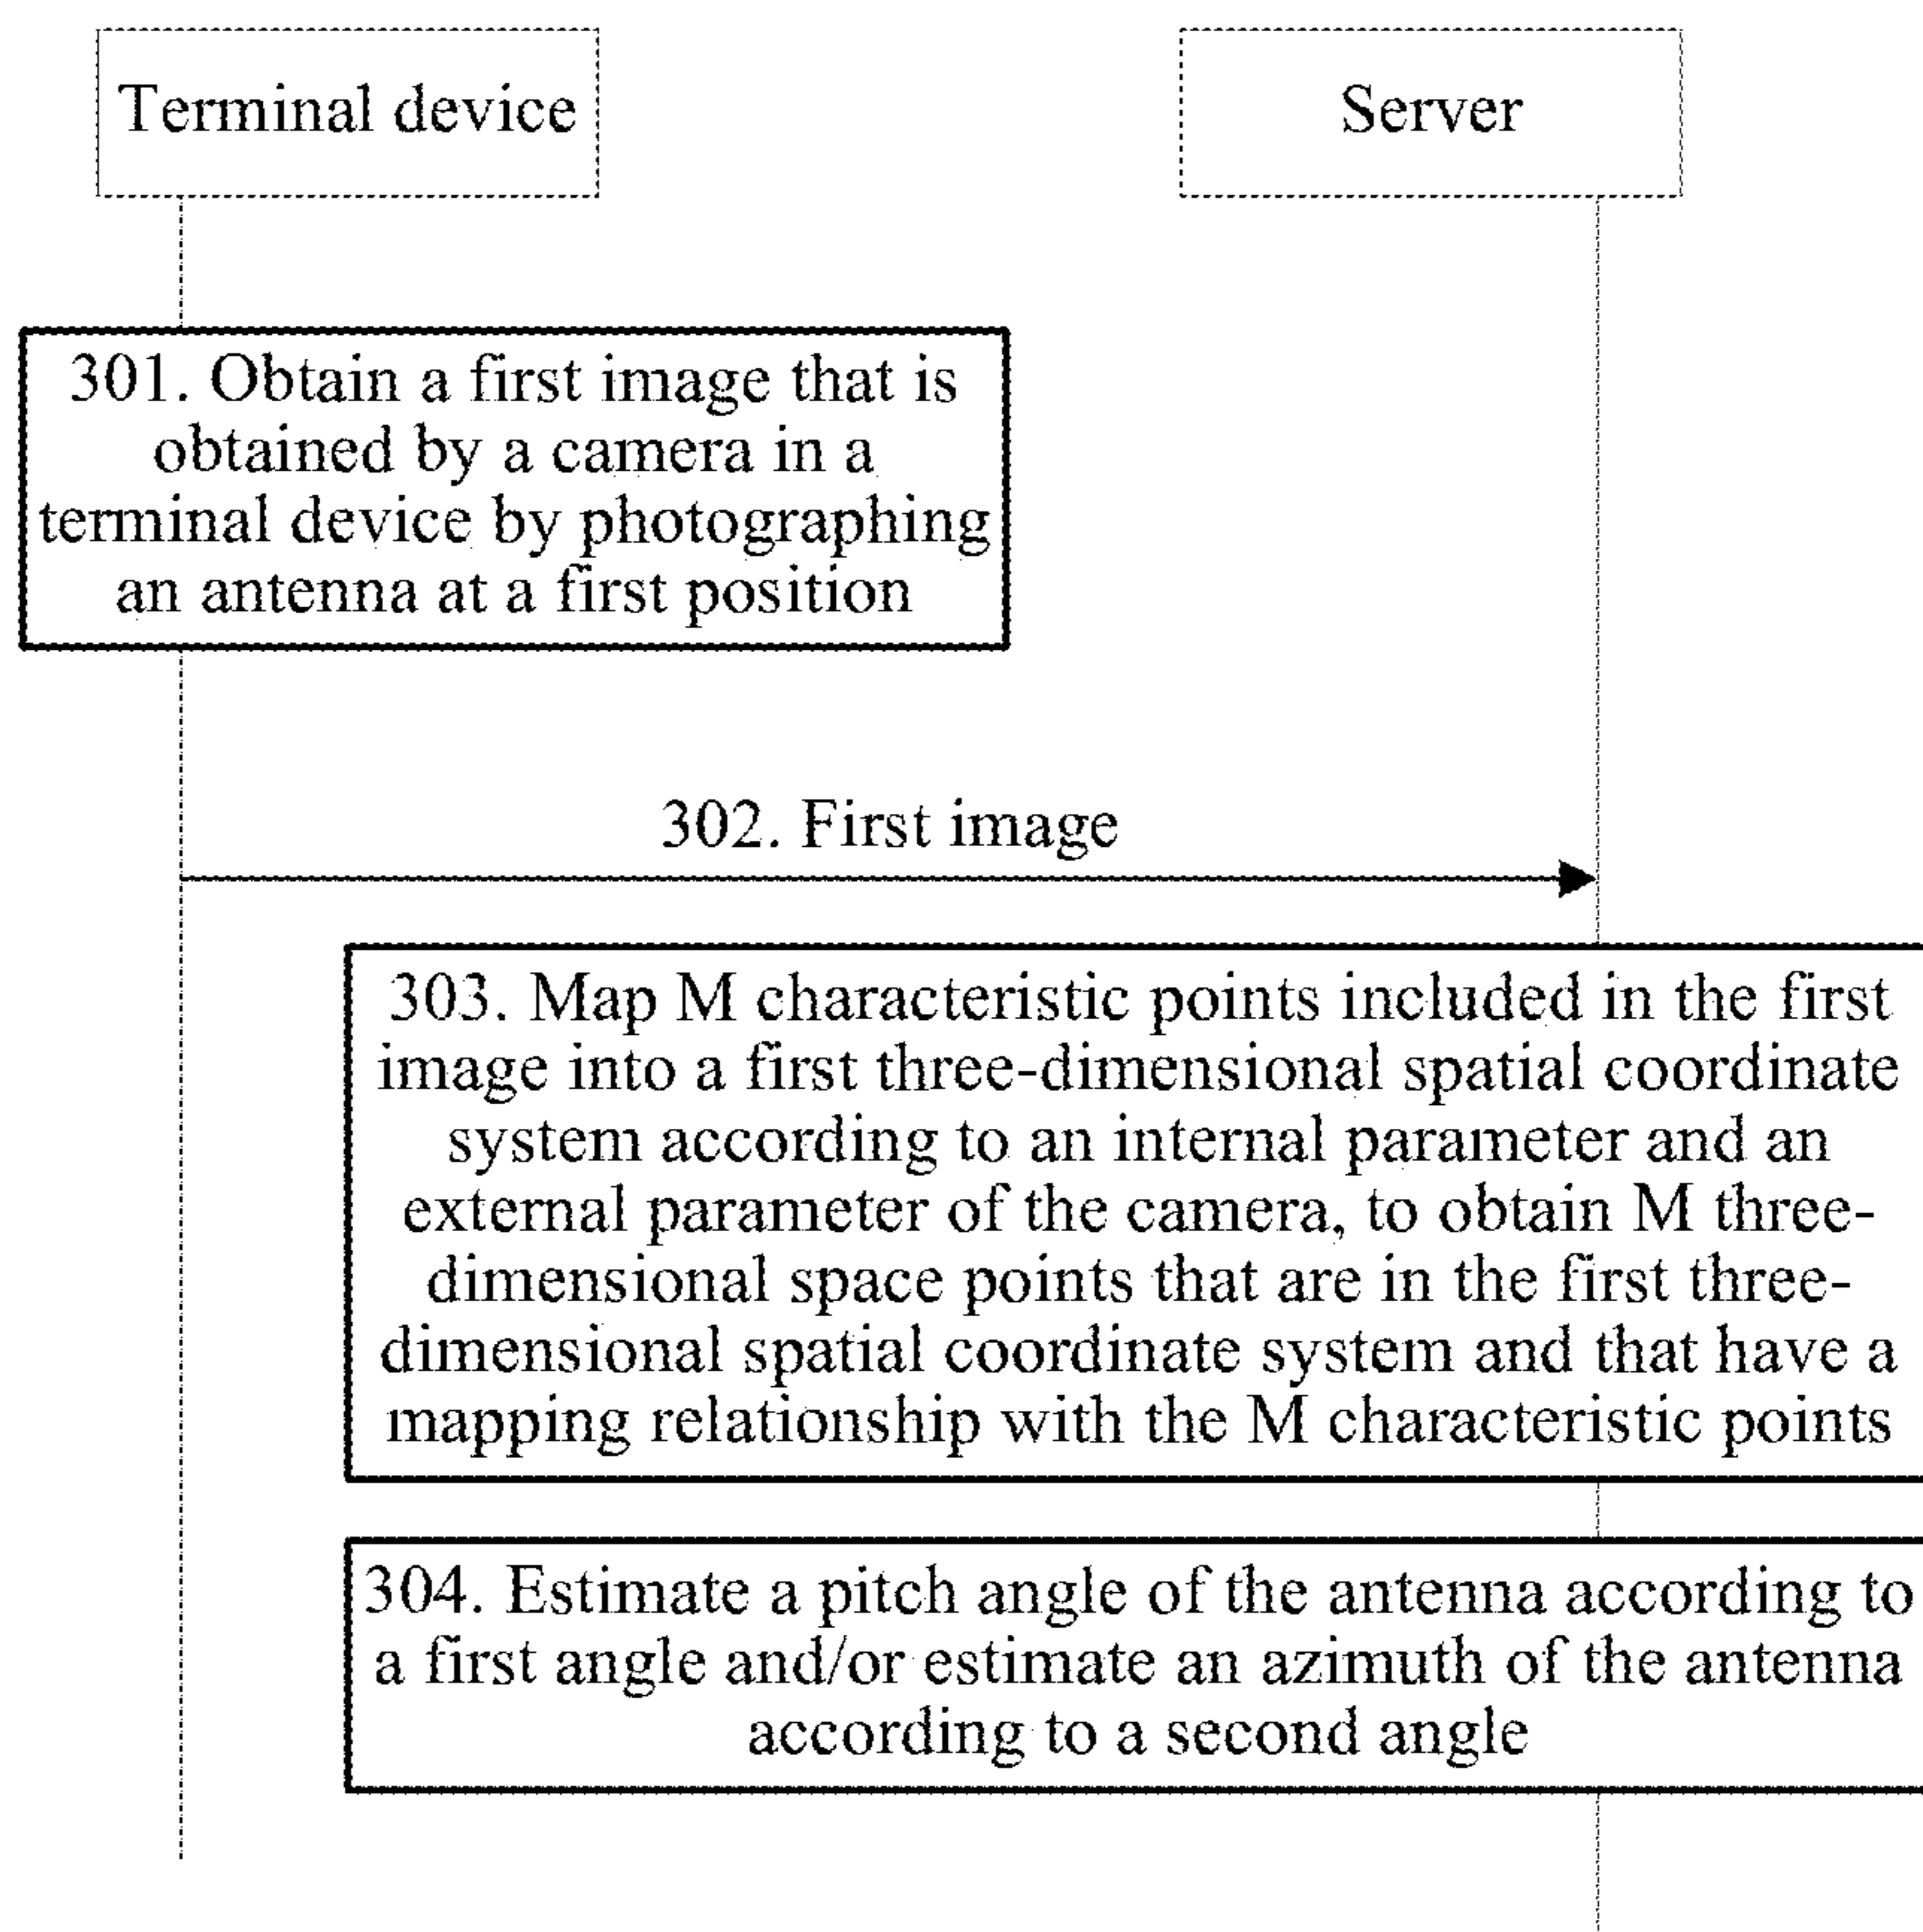 Terminal device
Server
301. Obtain a first image that is
obtained by a camera in a
terminal device by photographing
an antenna at a first position
302. First image
303. Map M characteristic points included in the first
image into a first three-dimensional spatial coordinate
system according to an internal parameter and an
external parameter of the camera, to obtain M three-
dimensional space points that are in the first three-
dimensional spatial coordinate system and that have a
mapping relationship with the M characteristic points
304. Estimate a pitch angle of the antenna according to
a first angle and/or estimate an azimuth of the antenna
according to a second angle